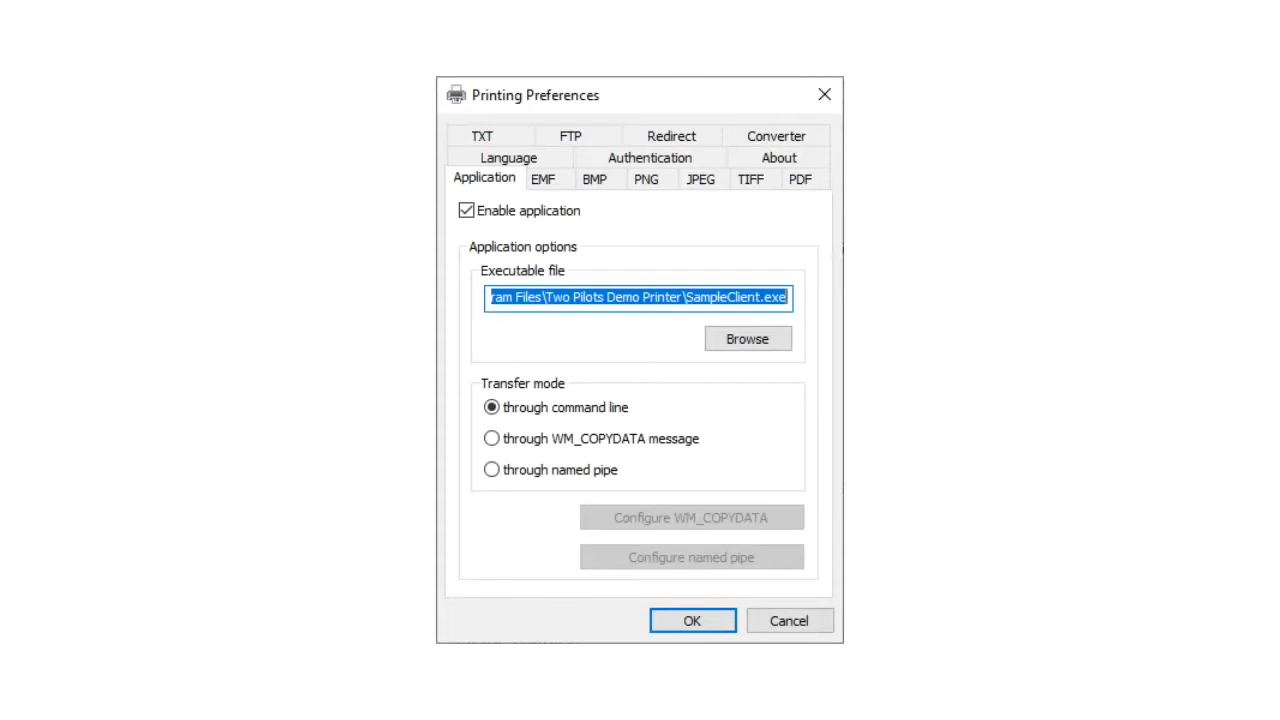 Printing Preferences
TXT FTP Redirect Converter
Language Authentication About
Application EMF BMP PNG JPEG TIFF PDF
Enable application
Application options
Executable file
ram Files\Two Pilots Demo Printer\SampleClient.exe
Browse
Transfer mode
through command line
through WM_COPYDATA message
through named pipe
Configure WM_COPYDATA
Configure named pipe
OK Cancel